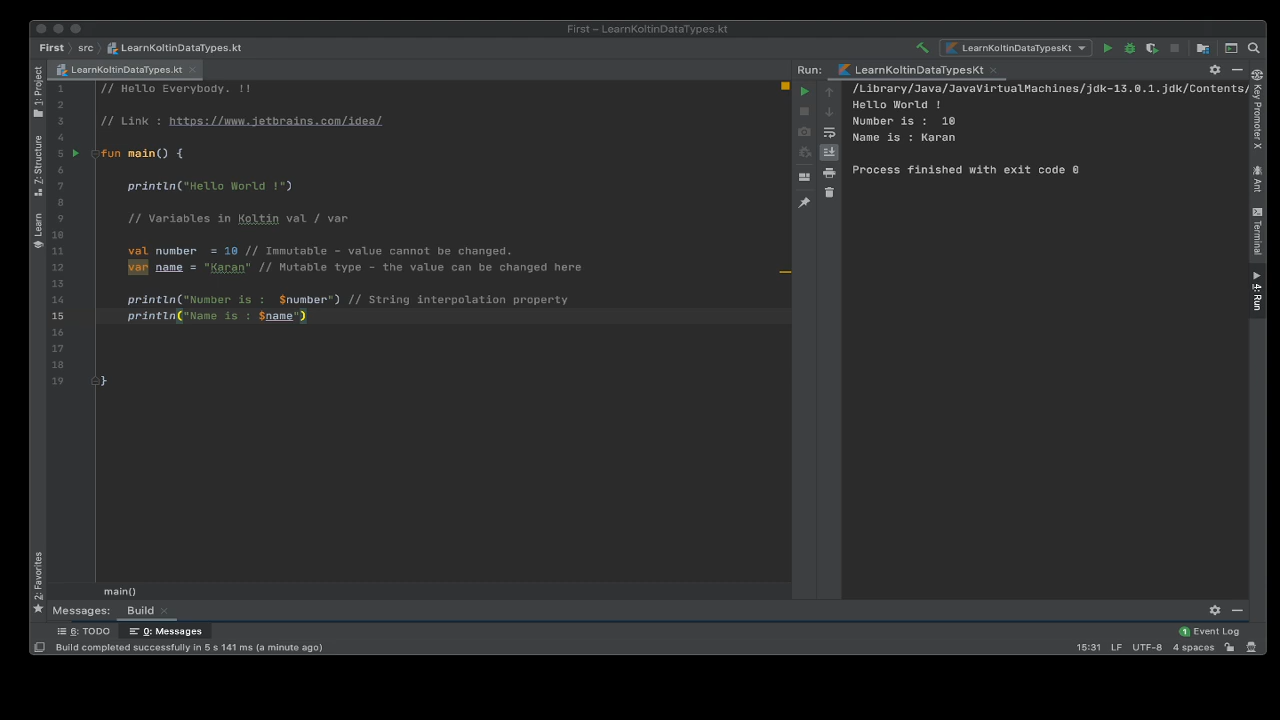 First – LearnKoltinDataTypes.kt
First src LearnKoltinDataTypes.kt
LearnKoltinDataTypesKt
LearnKoltinDataTypes.kt
Run: LearnKoltinDataTypesKt
1: Project
7: Structure
Learn
2: Favorites
1 // Hello Everybody. !!
2
3 // Link : https://www.jetbrains.com/idea/
4
5 fun main() {
6
7 println("Hello World !")
8
9 // Variables in Koltin val / var
10
11 val number  = 10 // Immutable – value cannot be changed.
12 var name = "Karan" // Mutable type – the value can be changed here
13
14 println("Number is :  $number") // String interpolation property
15 println("Name is : $name")
16
17
18
19 }
main()
/Library/Java/JavaVirtualMachines/jdk-13.0.1.jdk/Contents/
Hello World !
Number is :  10
Name is : Karan
Process finished with exit code 0
Key Promoter X
Ant
Terminal
4: Run
Messages: Build
6: TODO 0: Messages
1 Event Log
Build completed successfully in 5 s 141 ms (a minute ago)
15:31 LF UTF-8 4 spaces